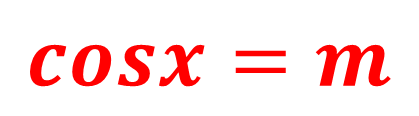 cosx = m